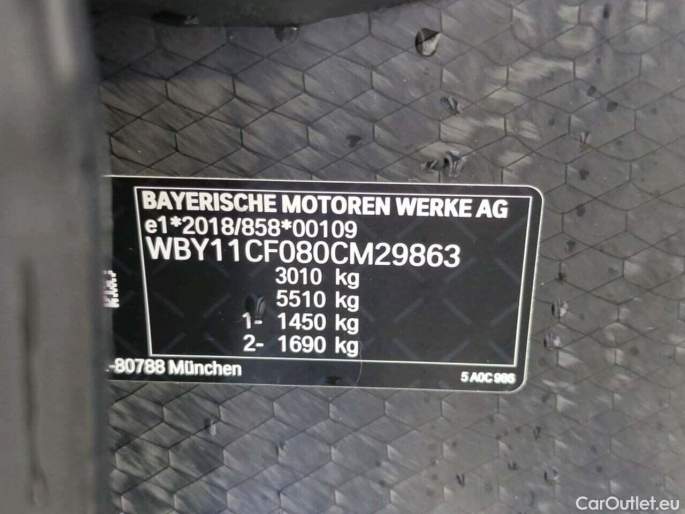 BAYERISCHE MOTOREN WERKE AG
e1*2018/858*00109
WBY11CF080CM29863
3010 kg
5510 kg
1- 1450 kg
2- 1690 kg
-80788 München
5 A0C 986
CarOutlet.eu